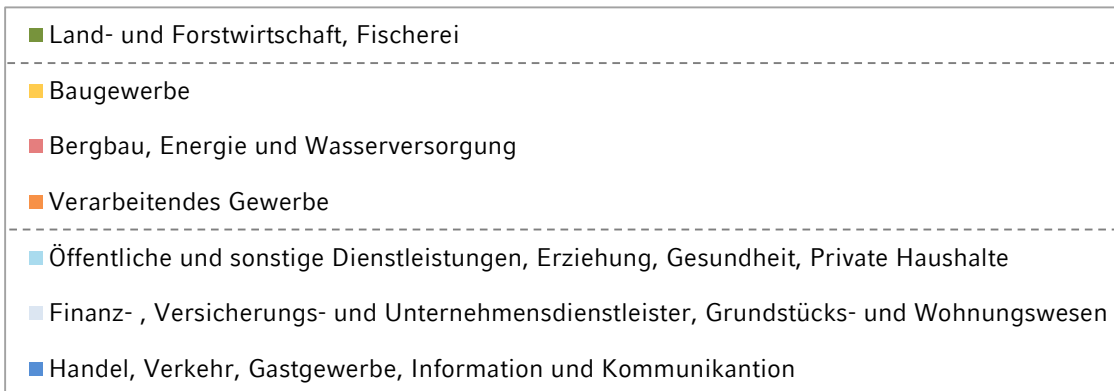 Land- und Forstwirtschaft, Fischerei
Baugewerbe
Bergbau, Energie und Wasserversorgung
Verarbeitendes Gewerbe
Öffentliche und sonstige Dienstleistungen, Erziehung, Gesundheit, Private Haushalte
Finanz- , Versicherungs- und Unternehmensdienstleister, Grundstücks- und Wohnungswesen
Handel, Verkehr, Gastgewerbe, Information und Kommunikantion